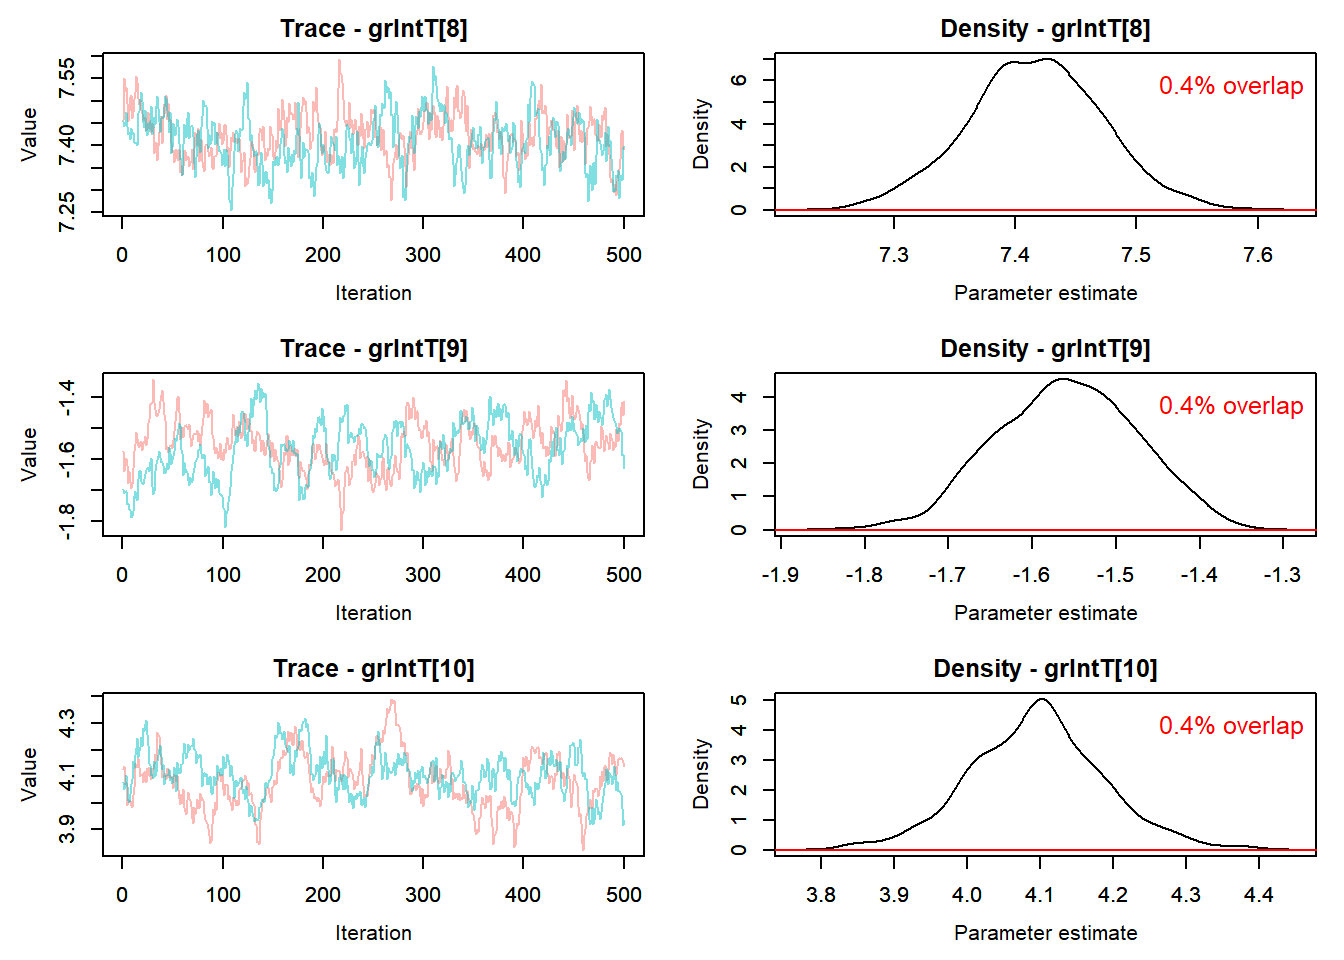 Trace - grIntT[8]
Value
7.25 7.40 7.55
0 100 200 300 400 500
Iteration
Density - grIntT[8]
Density
0 2 4 6
0.4% overlap
7.3 7.4 7.5 7.6
Parameter estimate
Trace - grIntT[9]
Value
-1.8 -1.6 -1.4
0 100 200 300 400 500
Iteration
Density - grIntT[9]
Density
0 1 2 3 4
0.4% overlap
-1.9 -1.8 -1.7 -1.6 -1.5 -1.4 -1.3
Parameter estimate
Trace - grIntT[10]
Value
3.9 4.1 4.3
0 100 200 300 400 500
Iteration
Density - grIntT[10]
Density
0 1 2 3 4 5
0.4% overlap
3.8 3.9 4.0 4.1 4.2 4.3 4.4
Parameter estimate